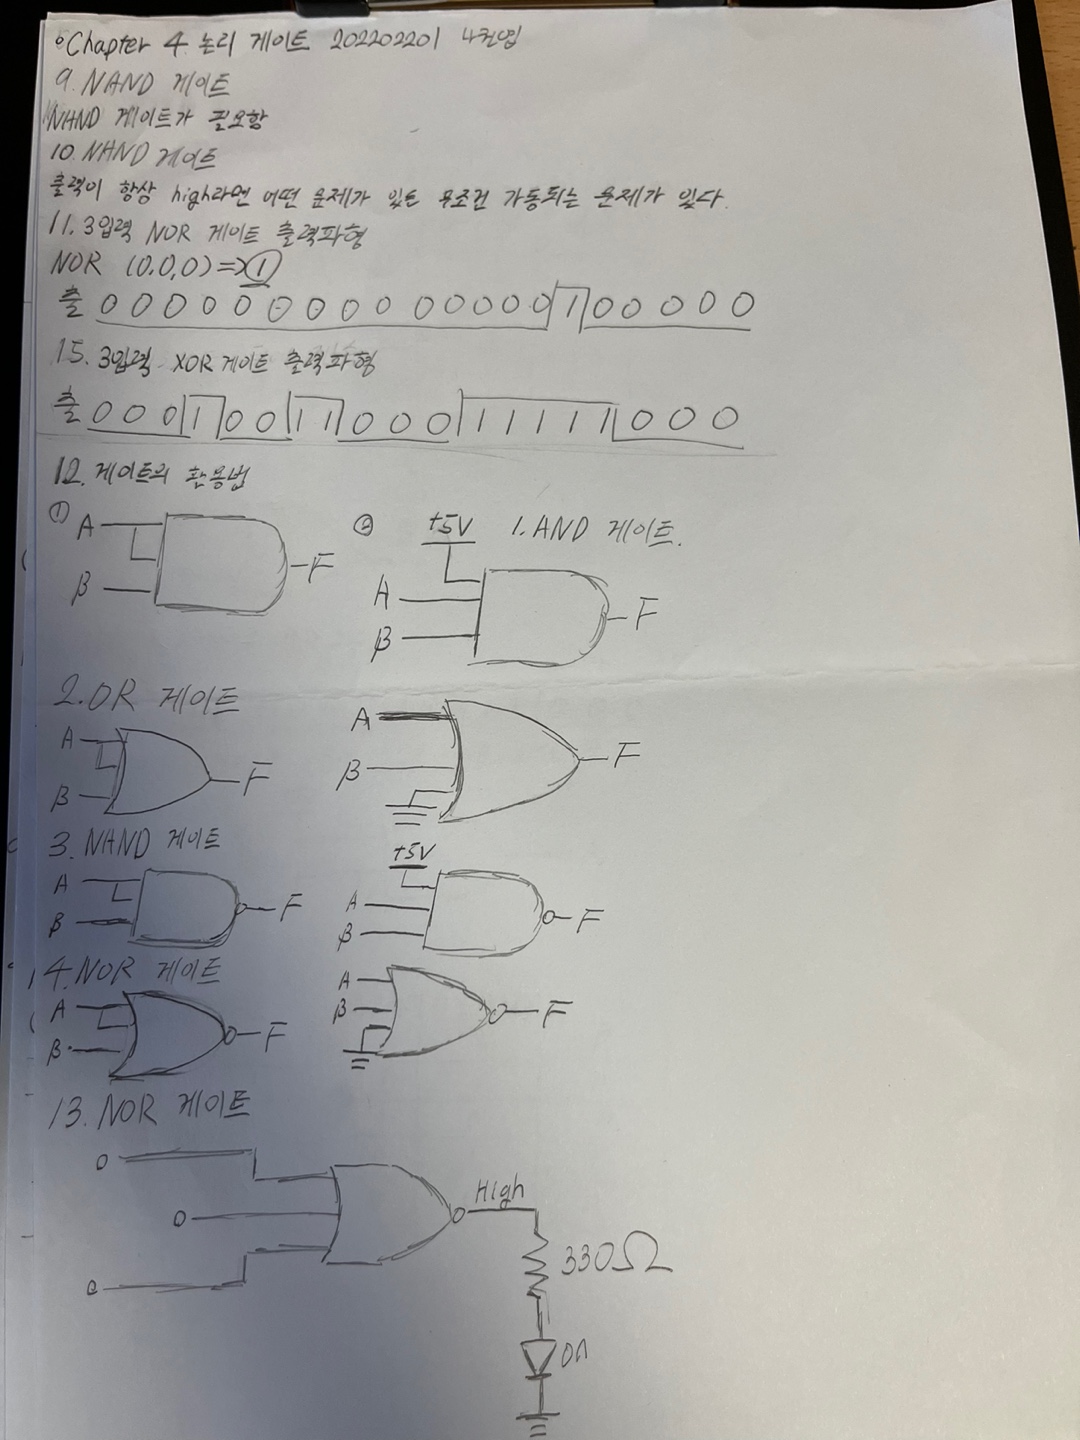 Chapter 4. 논리 게이트 202202201
9. NAND 게이트
NAND 게이트가 필요함
10. NAND 게이트
출력이 항상 high라면 어떤 문제가 있든 무조건 가동되는 문제가 있다.
11. 3입력 NOR 게이트 출력파형
NOR (0,0,0) => 1
출 0 0 0 0 0 0 0 0 0 0 0 0 0 0 1 0 0 0 0 0
15. 3입력 XOR 게이트 출력파형
출 0 0 0 1 0 0 1 1 0 0 0 0 1 1 1 1 1 0 0 0
12. 게이트의 환용법
① A B F
② +5V A B F
1. AND 게이트.
2. OR 게이트
A B F
A B F
3. NAND 게이트
A B F
+5V A B F
4. NOR 게이트
A B F
A B F
13. NOR 게이트
0
0
0
High
330Ω
on